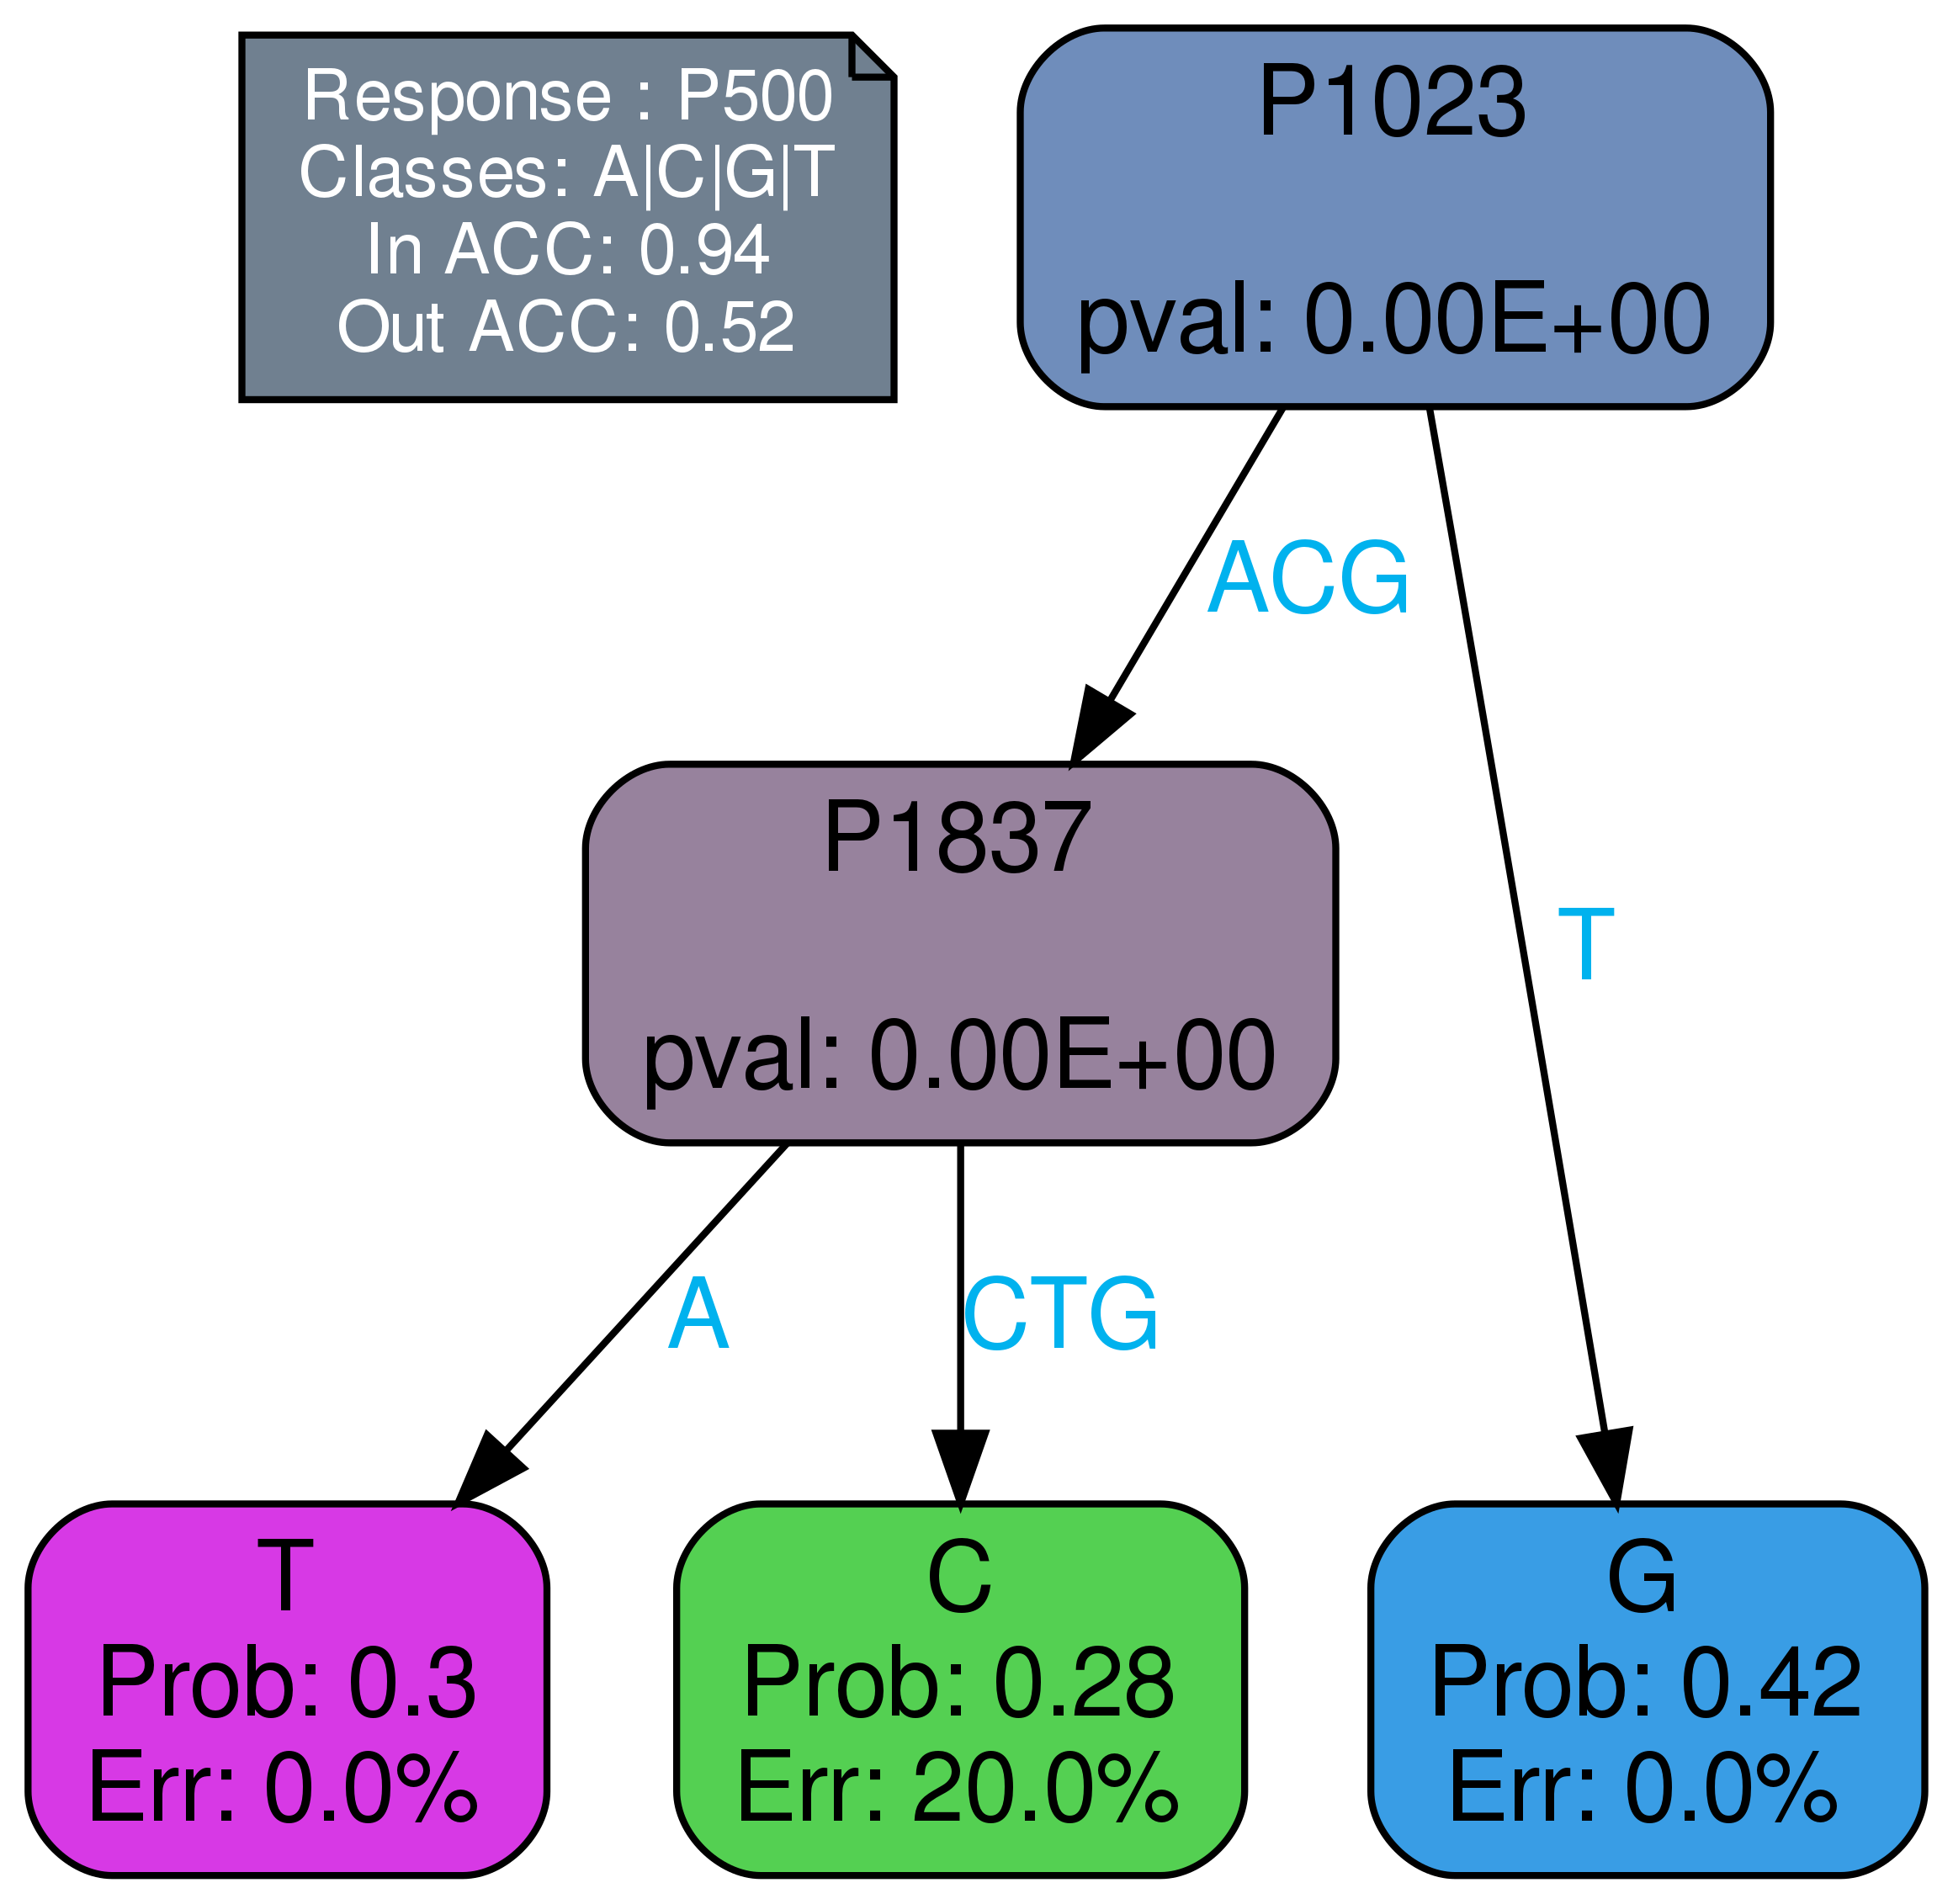 Response : P500
Classes: A|C|G|T
In ACC: 0.94
Out ACC: 0.52
P1023
pval: 0.00E+00
ACG
T
P1837
pval: 0.00E+00
A
CTG
T
Prob: 0.3
Err: 0.0%
C
Prob: 0.28
Err: 20.0%
G
Prob: 0.42
Err: 0.0%